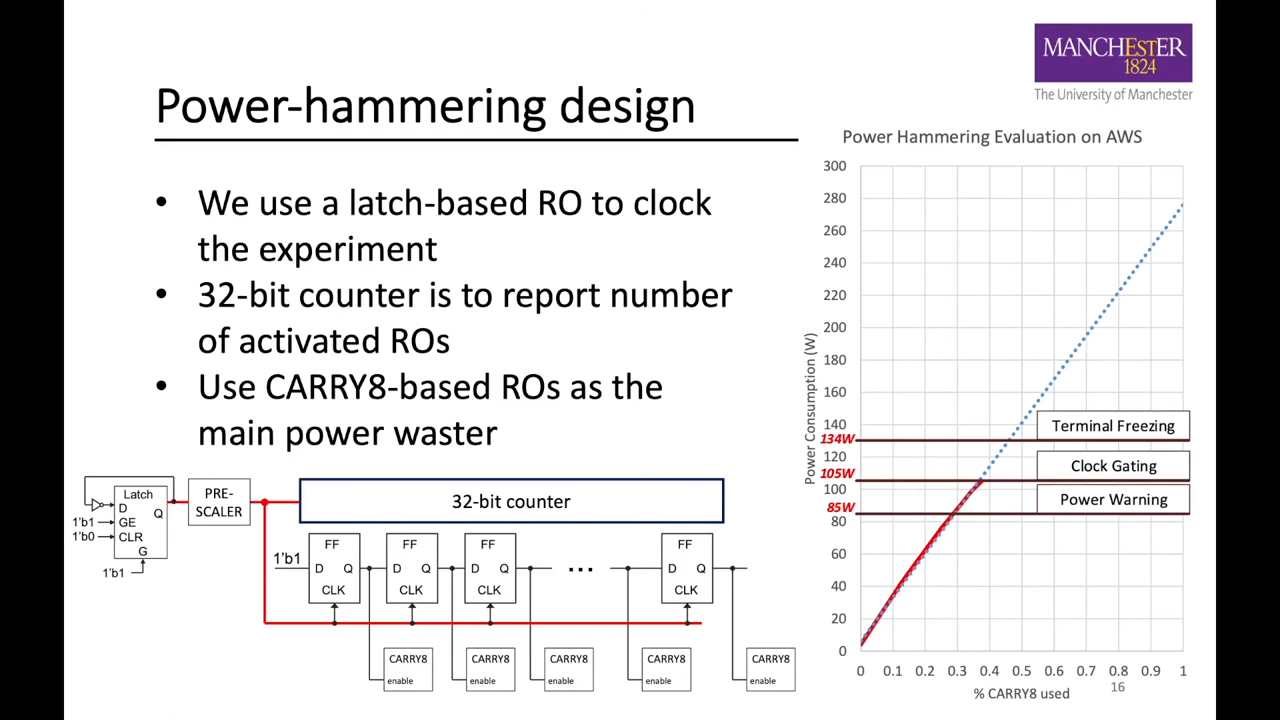 MANCHESTER
1824
The University of Manchester
Power-hammering design
• We use a latch-based RO to clock
the experiment
• 32-bit counter is to report number
of activated ROs
• Use CARRY8-based ROs as the
main power waster
Power Hammering Evaluation on AWS
Power Consumption (W)
300
280
260
240
220
200
180
160
140
134W
120
105W
100
85W
80
60
40
20
0
Terminal Freezing
Clock Gating
Power Warning
0 0.1 0.2 0.3 0.4 0.5 0.6 0.7 0.8 0.9 1
% CARRY8 used
16
Latch
D
Q
1'b1
GE
1'b0
CLR
G
1'b1
PRE-
SCALER
32-bit counter
1'b1
FF FF FF FF
D Q D Q D Q ... D Q
CLK CLK CLK CLK
CARRY8 CARRY8 CARRY8 CARRY8 CARRY8
enable enable enable enable enable